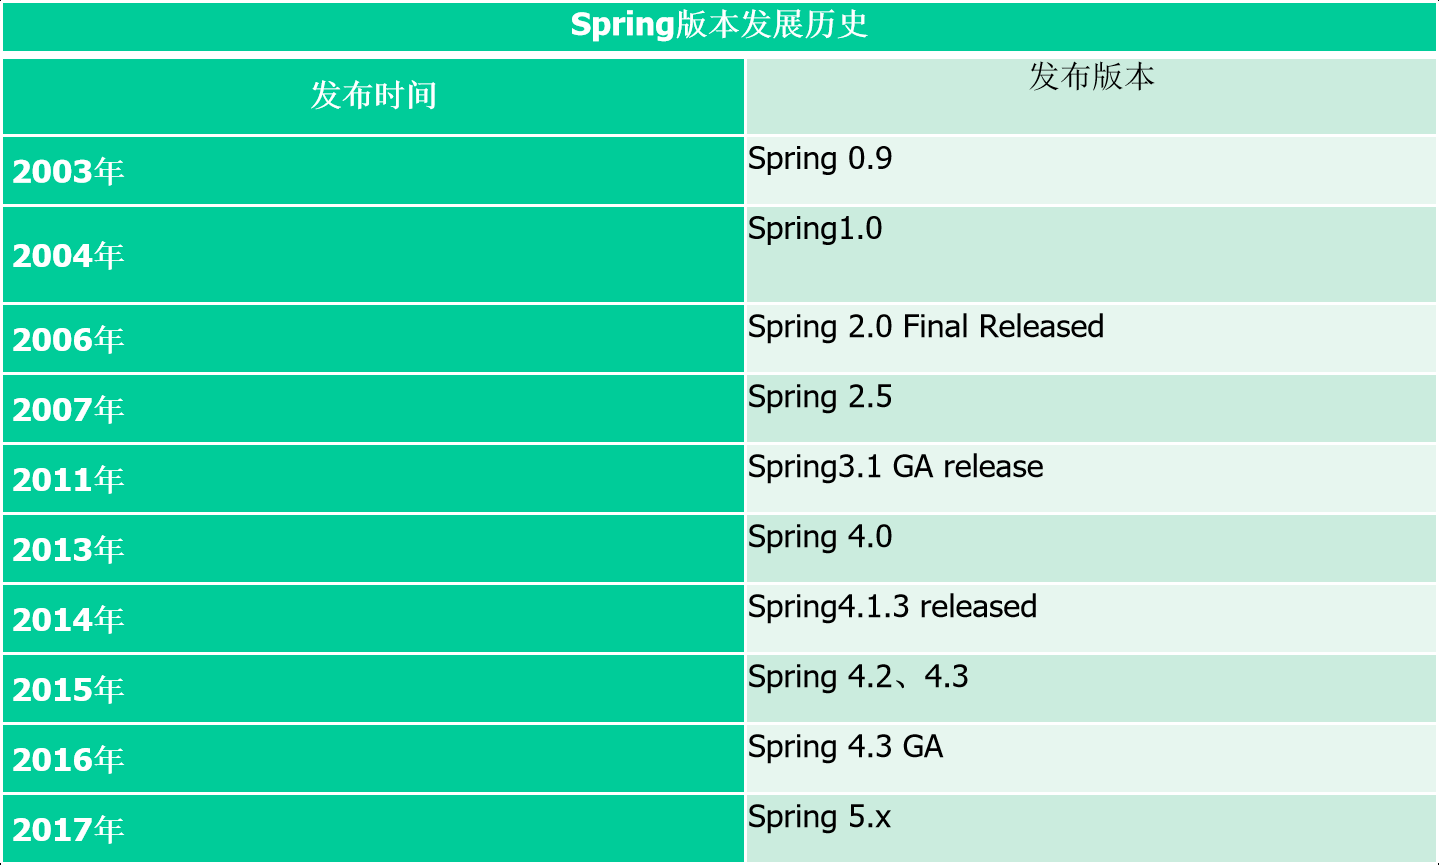 Spring版本发展历史
发布时间
发布版本
2003年
Spring 0.9
2004年
Spring1.0
2006年
Spring 2.0 Final Released
2007年
Spring 2.5
2011年
Spring3.1 GA release
2013年
Spring 4.0
2014年
Spring4.1.3 released
2015年
Spring 4.2、4.3
2016年
Spring 4.3 GA
2017年
Spring 5.x